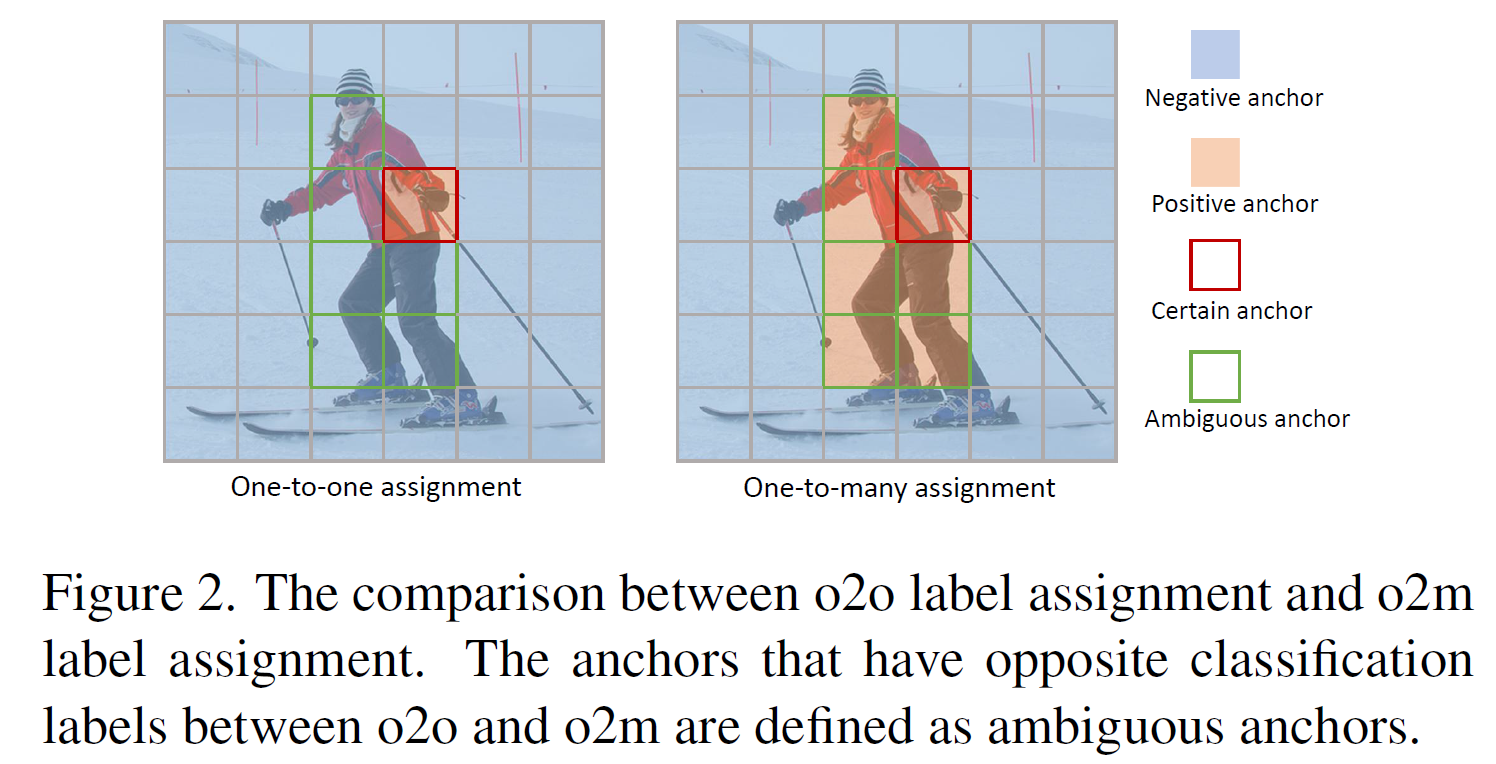 Negative anchor
Positive anchor
Certain anchor
Ambiguous anchor
One-to-one assignment
One-to-many assignment
Figure 2. The comparison between o2o label assignment and o2m
label assignment. The anchors that have opposite classification
labels between o2o and o2m are defined as ambiguous anchors.